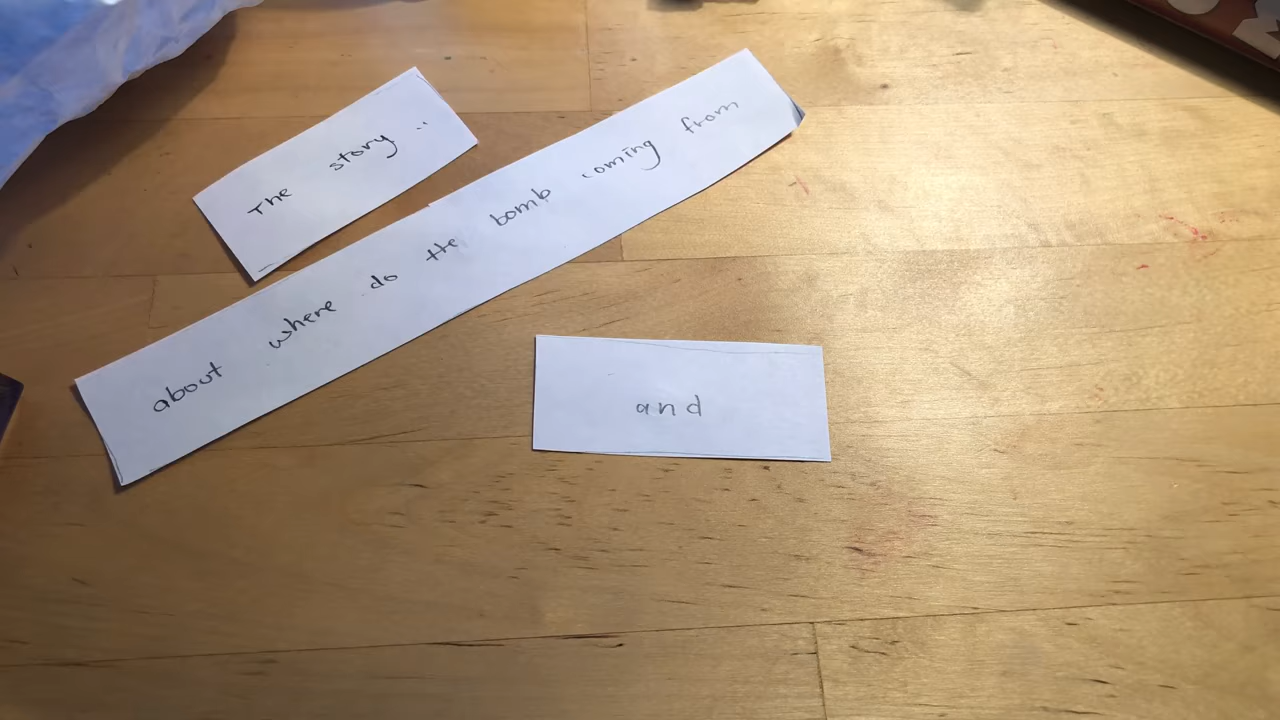 The story ..
about where do the bomb coming from
and